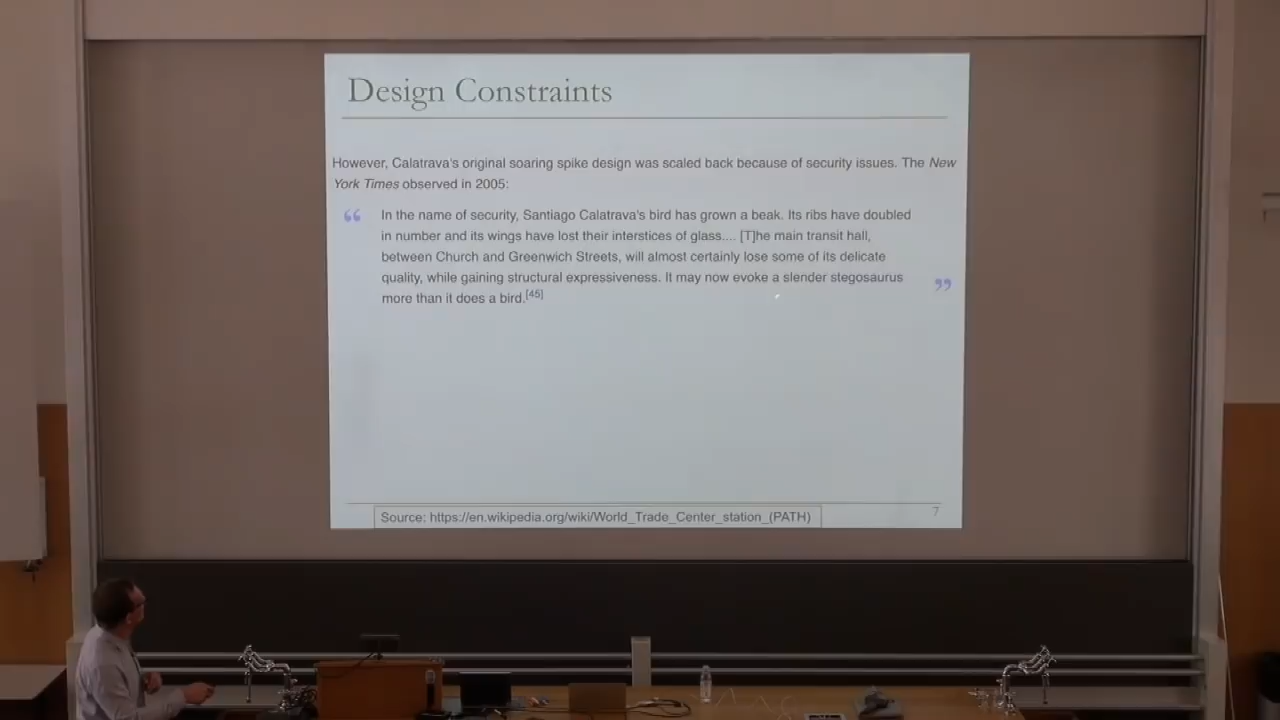 Design Constraints
However, Calatrava's original soaring spike design was scaled back because of security issues. The New
York Times observed in 2005:
“ In the name of security, Santiago Calatrava's bird has grown a beak. Its ribs have doubled
in number and its wings have lost their interstices of glass.... [T]he main transit hall,
between Church and Greenwich Streets, will almost certainly lose some of its delicate
quality, while gaining structural expressiveness. It may now evoke a slender stegosaurus
more than it does a bird.[45] ”
Source: https://en.wikipedia.org/wiki/World_Trade_Center_station_(PATH)
7